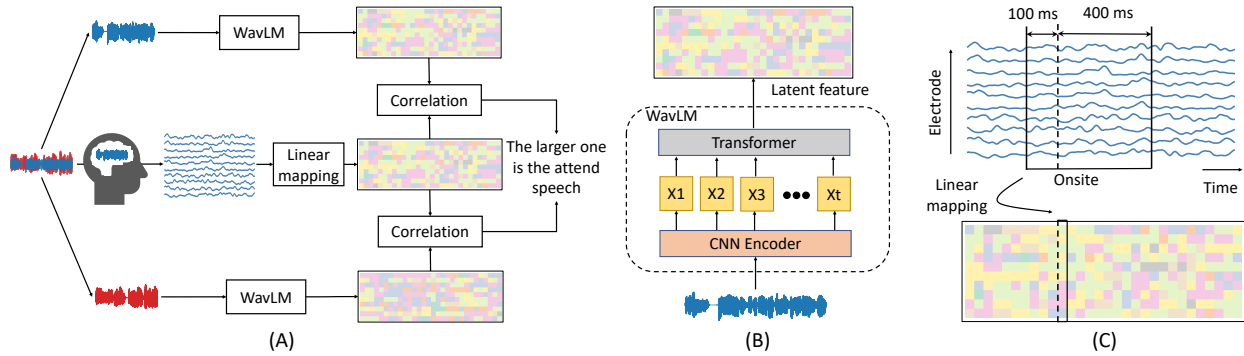 WavLM
Correlation
Linear
mapping
The larger one
is the attend
speech
Correlation
WavLM
(A)
Latent feature
WavLM
Transformer
X1 X2 X3 ●●● Xt
CNN Encoder
(B)
100 ms 400 ms
Electrode
Onsite
Time
Linear
mapping
(C)